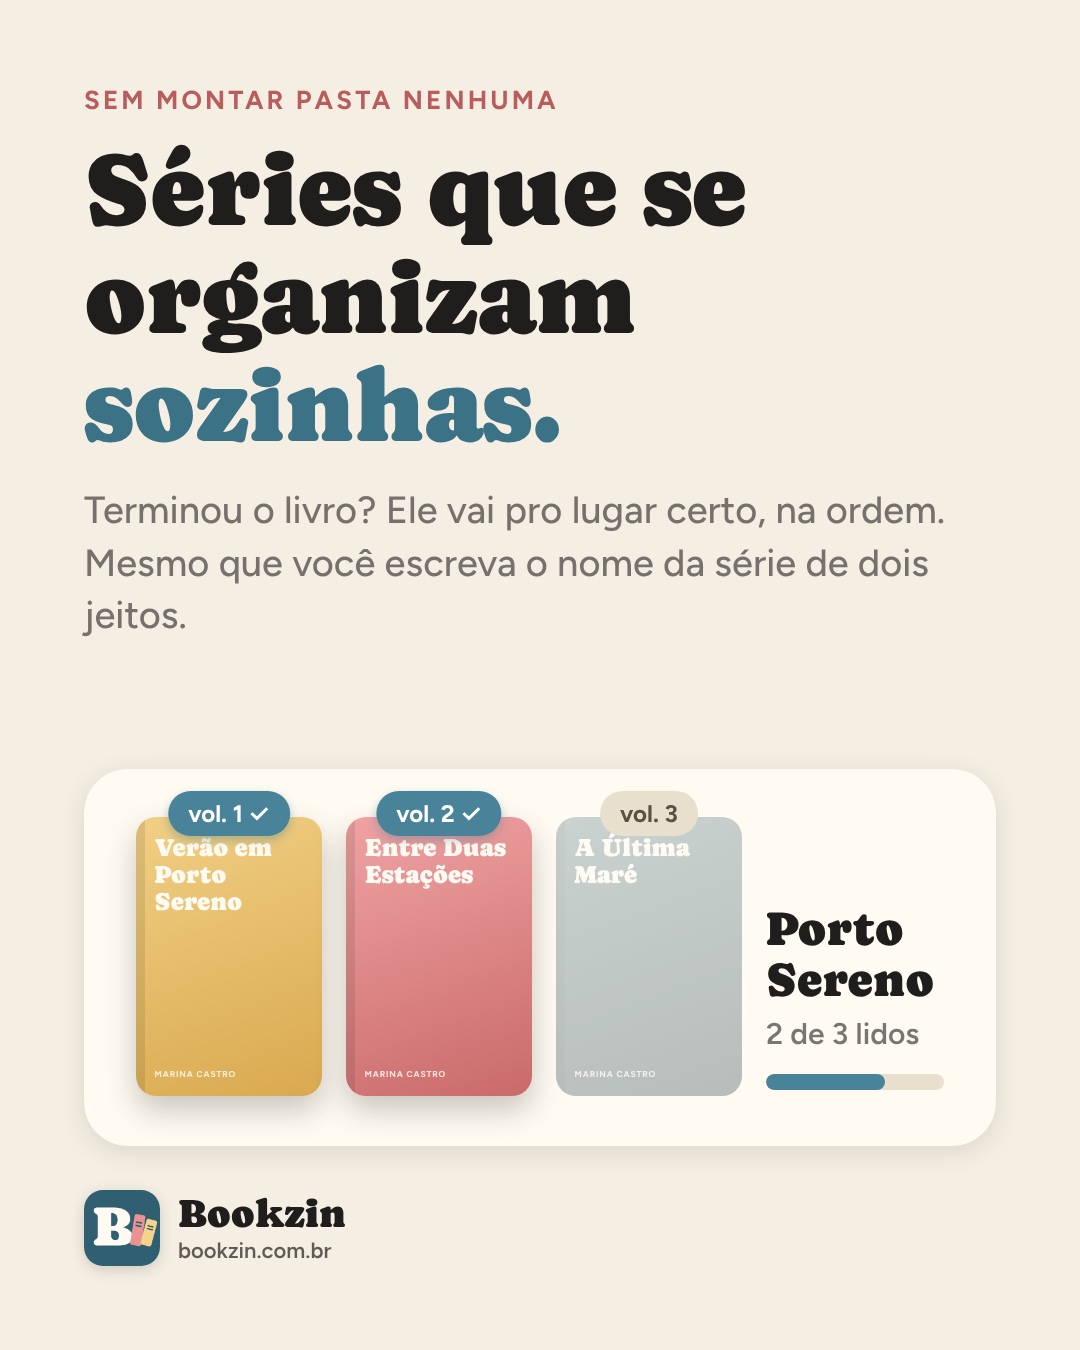 SEM MONTAR PASTA NENHUMA
Séries que se
organizam
sozinhas.
Terminou o livro? Ele vai pro lugar certo, na ordem.
Mesmo que você escreva o nome da série de dois
jeitos.
vol. 1 ✓
Verão em
Porto
Sereno
MARINA CASTRO
vol. 2 ✓
Entre Duas
Estações
MARINA CASTRO
vol. 3
A Última
Maré
MARINA CASTRO
Porto
Sereno
2 de 3 lidos
B
Bookzin
bookzin.com.br